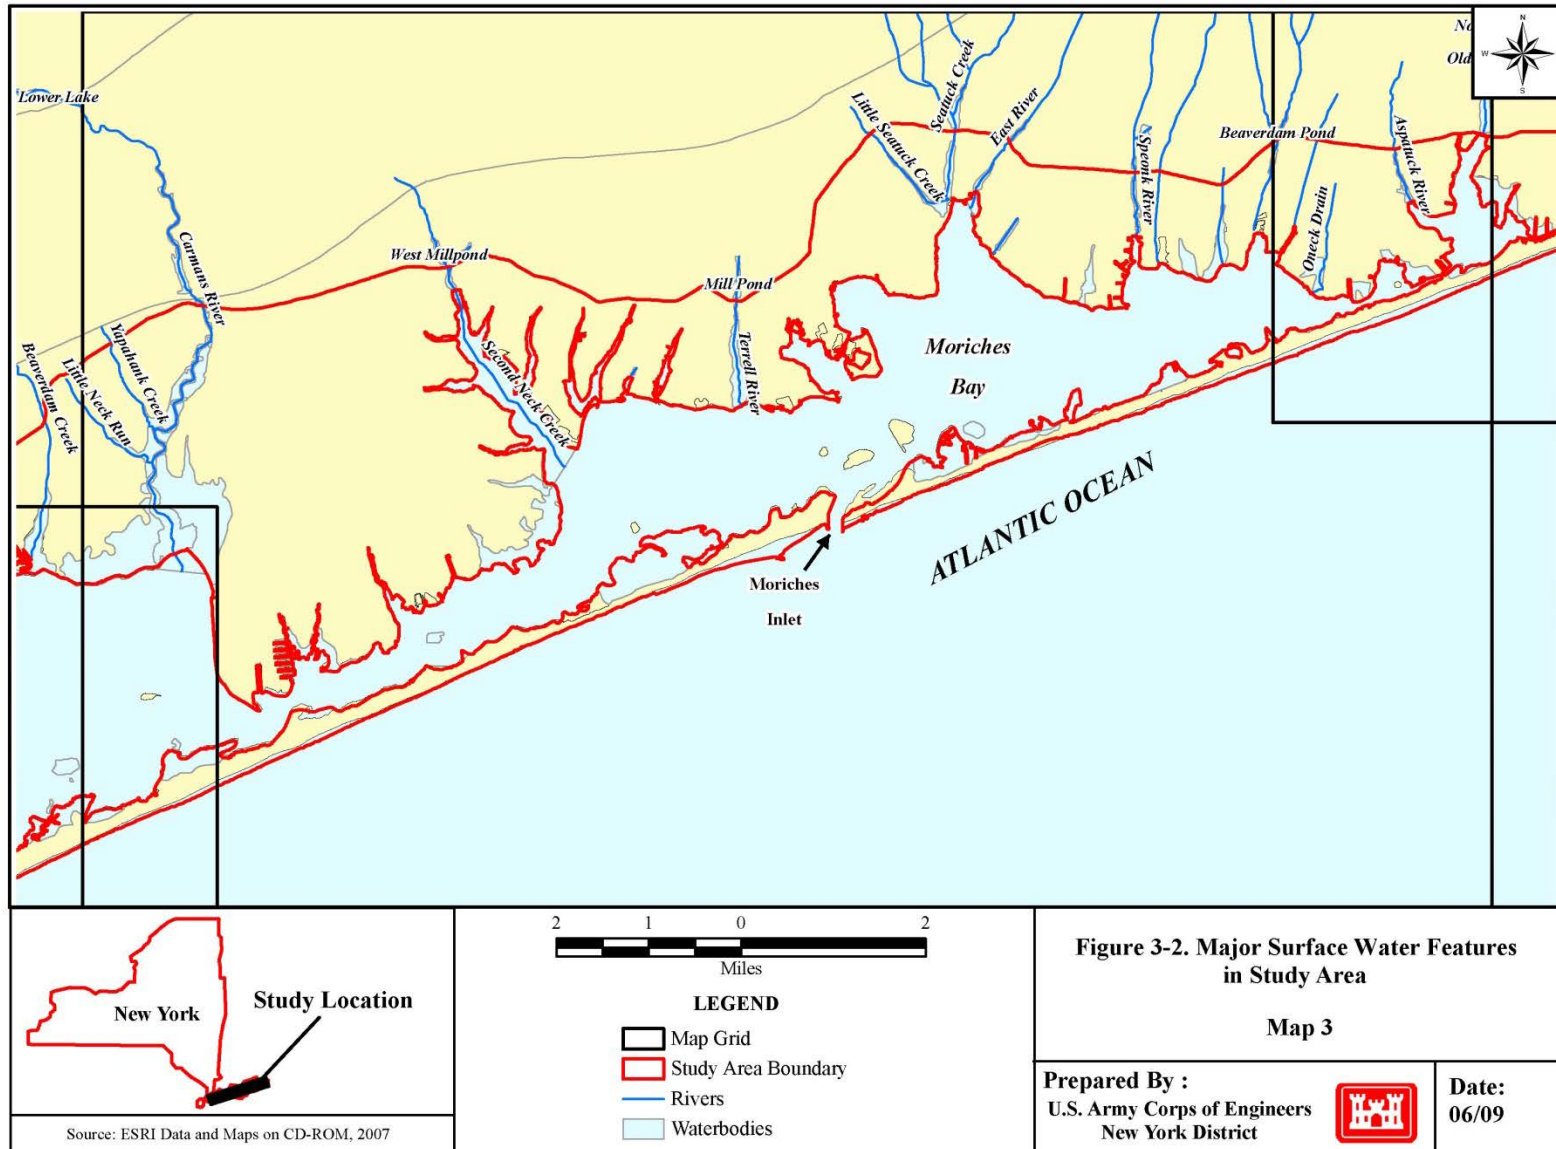 No
Old
N
W
S
Lower Lake
Seatuck Creek
Little Seatuck Creek
East River
Beaverdam Pond
Speonk River
Aspatuck River
Oneck Drain
Carmans River
West Millpond
Mill Pond
Terrell River
Moriches
Bay
Yapahank Creek
Little Neck Run
Beaverdam Creek
Second Neck Creek
ATLANTIC OCEAN
Moriches
Inlet
New York
Study Location
Source: ESRI Data and Maps on CD-ROM, 2007
2 1 0 2
Miles
LEGEND
Map Grid
Study Area Boundary
Rivers
Waterbodies
Figure 3-2. Major Surface Water Features
in Study Area
Map 3
Prepared By :
U.S. Army Corps of Engineers
New York District
Date:
06/09